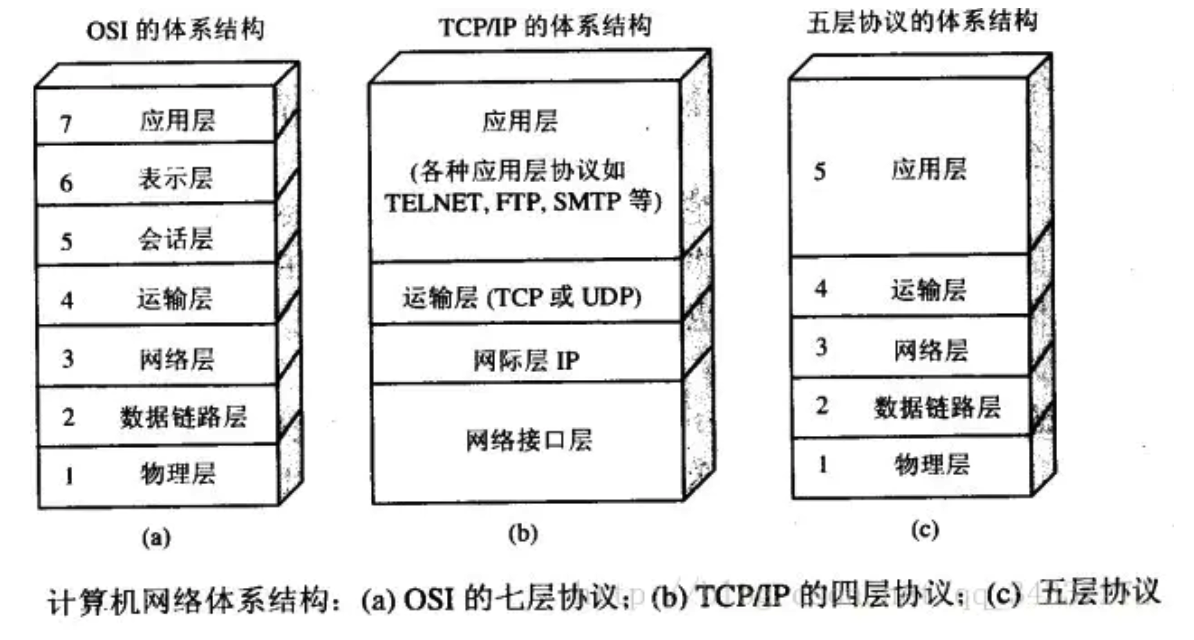 OSI 的体系结构
7 应用层
6 表示层
5 会话层
4 运输层
3 网络层
2 数据链路层
1 物理层
(a)
TCP/IP 的体系结构
应用层
(各种应用层协议如
TELNET, FTP, SMTP 等)
运输层 (TCP 或 UDP)
网际层 IP
网络接口层
(b)
五层协议的体系结构
5 应用层
4 运输层
3 网络层
2 数据链路层
1 物理层
(c)
计算机网络体系结构：(a) OSI 的七层协议；(b) TCP/IP 的四层协议；(c) 五层协议